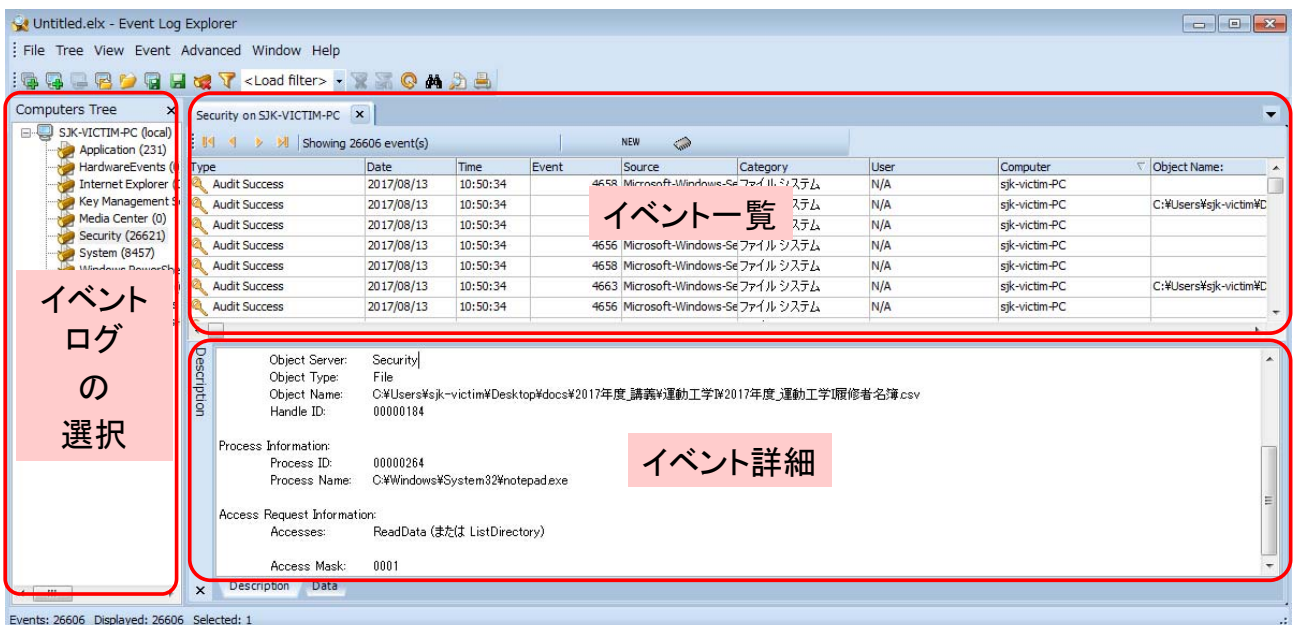 Untitled.elx - Event Log Explorer
File Tree View Event Advanced Window Help
<Load filter>
Computers Tree
SJK-VICTIM-PC (local)
Application (231)
HardwareEvents
Internet Explorer
Key Management
Media Center (0)
Security (26621)
System (8457)
イベント
ログ
の
選択
Security on SJK-VICTIM-PC
Showing 26606 event(s) NEW
Type Date Time Event Source Category User Computer Object Name:
Audit Success 2017/08/13 10:50:34 4658 Microsoft-Windows-Se ファイル システム N/A sjk-victim-PC
Audit Success 2017/08/13 10:50:34 N/A sjk-victim-PC C:¥Users¥sjk-victim¥D
Audit Success 2017/08/13 10:50:34 N/A sjk-victim-PC
Audit Success 2017/08/13 10:50:34 4656 Microsoft-Windows-Se ファイル システム N/A sjk-victim-PC
Audit Success 2017/08/13 10:50:34 4658 Microsoft-Windows-Se ファイル システム N/A sjk-victim-PC
Audit Success 2017/08/13 10:50:34 4663 Microsoft-Windows-Se ファイル システム N/A sjk-victim-PC C:¥Users¥sjk-victim¥D
Audit Success 2017/08/13 10:50:34 4656 Microsoft-Windows-Se ファイル システム N/A sjk-victim-PC
イベント一覧
Description
Object Server: Security
Object Type: File
Object Name: C:¥Users¥sjk-victim¥Desktop¥docs¥2017年度_講義¥運動工学I¥2017年度_運動工学I履修者名簿.csv
Handle ID: 00000184
Process Information:
Process ID: 00000264
Process Name: C:¥Windows¥System32¥notepad.exe
Access Request Information:
Accesses: ReadData (または ListDirectory)
Access Mask: 0001
イベント詳細
Description Data
Events: 26606 Displayed: 26606 Selected: 1